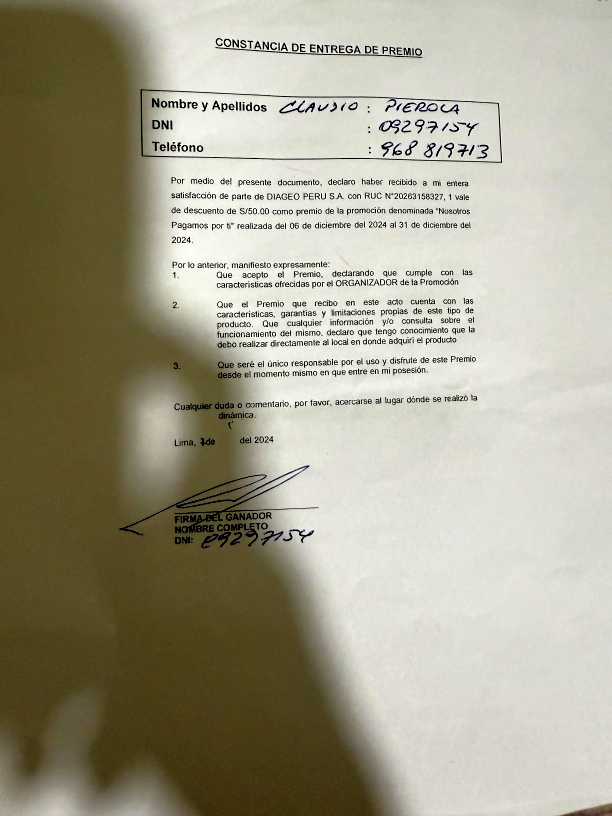 CONSTANCIA DE ENTREGA DE PREMIO
Nombre y Apellidos CLAUDIO : PIEROLA
DNI : 09297154
Teléfono : 968 819713
Por medio del presente documento, declaro haber recibido a mi entera
satisfacción de parte de DIAGEO PERU S.A. con RUC N°20263158327, 1 vale
de descuento de S/50.00 como premio de la promoción denominada "Nosotros
Pagamos por ti" realizada del 06 de diciembre del 2024 al 31 de diciembre del
2024.
Por lo anterior, manifiesto expresamente:
1. Que acepto el Premio, declarando que cumple con las
características ofrecidas por el ORGANIZADOR de la Promoción
2. Que el Premio que recibo en este acto cuenta con las
características, garantías y limitaciones propias de este tipo de
producto. Que cualquier información y/o consulta sobre el
funcionamiento del mismo, declaro que tengo conocimiento que la
debo realizar directamente al local en donde adquirí el producto
3. Que seré el único responsable por el uso y disfrute de este Premio
desde el momento mismo en que entre en mi posesión.
Cualquier duda o comentario, por favor, acercarse al lugar dónde se realizó la
dinámica.
Lima, de del 2024
FIRMA DEL GANADOR
NOMBRE COMPLETO
DNI: 09297154